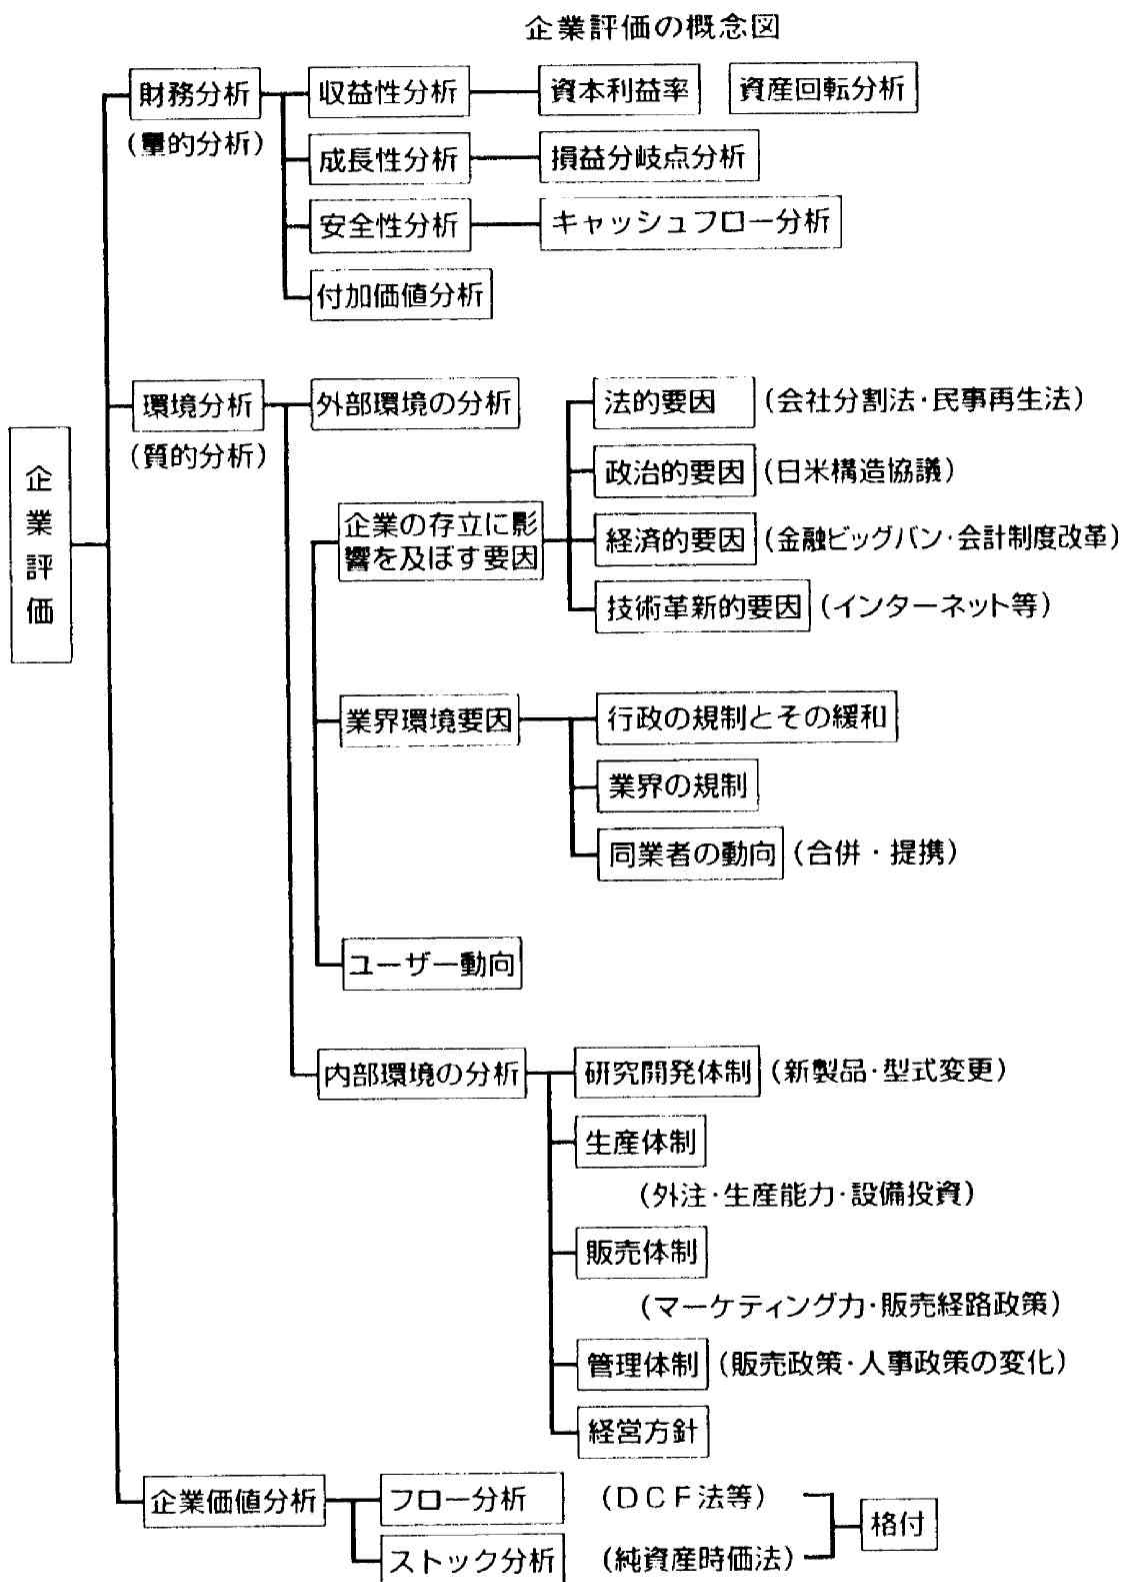 企業評価の概念図
財務分析
(量的分析)
収益性分析
資本利益率
資産回転分析
成長性分析
損益分岐点分析
安全性分析
キャッシュフロー分析
付加価値分析
企業評価
環境分析
(質的分析)
外部環境の分析
企業の存立に影
響を及ぼす要因
法的要因 (会社分割法・民事再生法)
政治的要因 (日米構造協議)
経済的要因 (金融ビッグバン・会計制度改革)
技術革新的要因 (インターネット等)
業界環境要因
行政の規制とその緩和
業界の規制
同業者の動向 (合併・提携)
ユーザー動向
内部環境の分析
研究開発体制 (新製品・型式変更)
生産体制
(外注・生産能力・設備投資)
販売体制
(マーケティング力・販売経路政策)
管理体制 (販売政策・人事政策の変化)
経営方針
企業価値分析
フロー分析 (DCF法等)
ストック分析 (純資産時価法)
格付